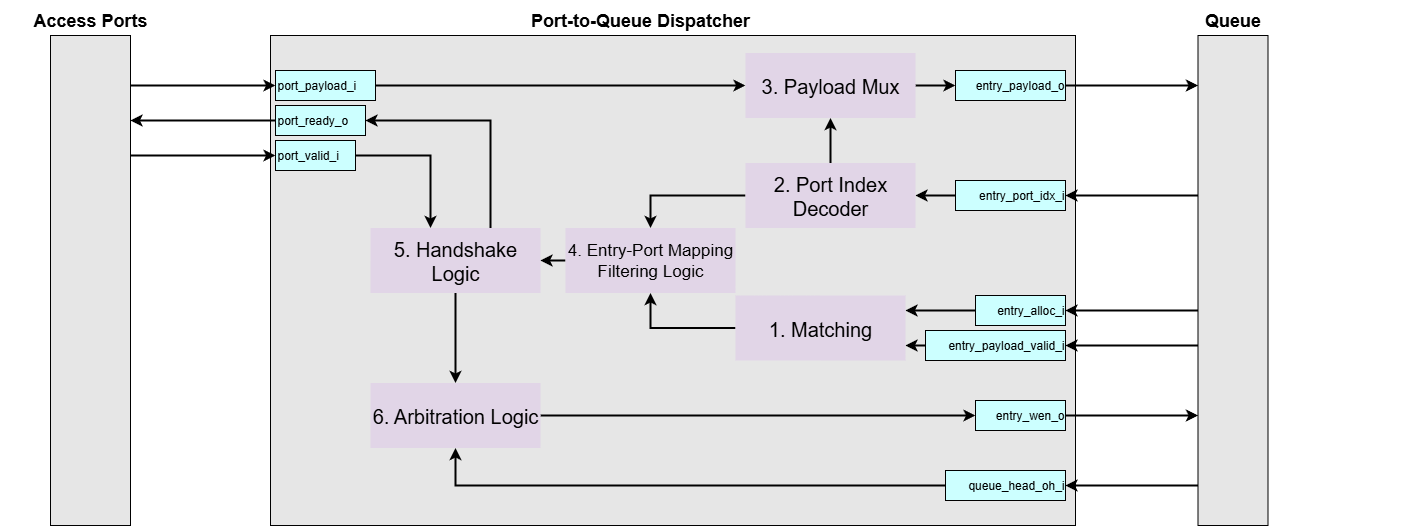 Access Ports
Port-to-Queue Dispatcher
Queue
port_payload_i
3. Payload Mux
entry_payload_o
port_ready_o
port_valid_i
2. Port Index
Decoder
entry_port_idx_i
5. Handshake
Logic
4. Entry-Port Mapping
Filtering Logic
1. Matching
entry_alloc_i
entry_payload_valid_i
6. Arbitration Logic
entry_wen_o
queue_head_oh_i